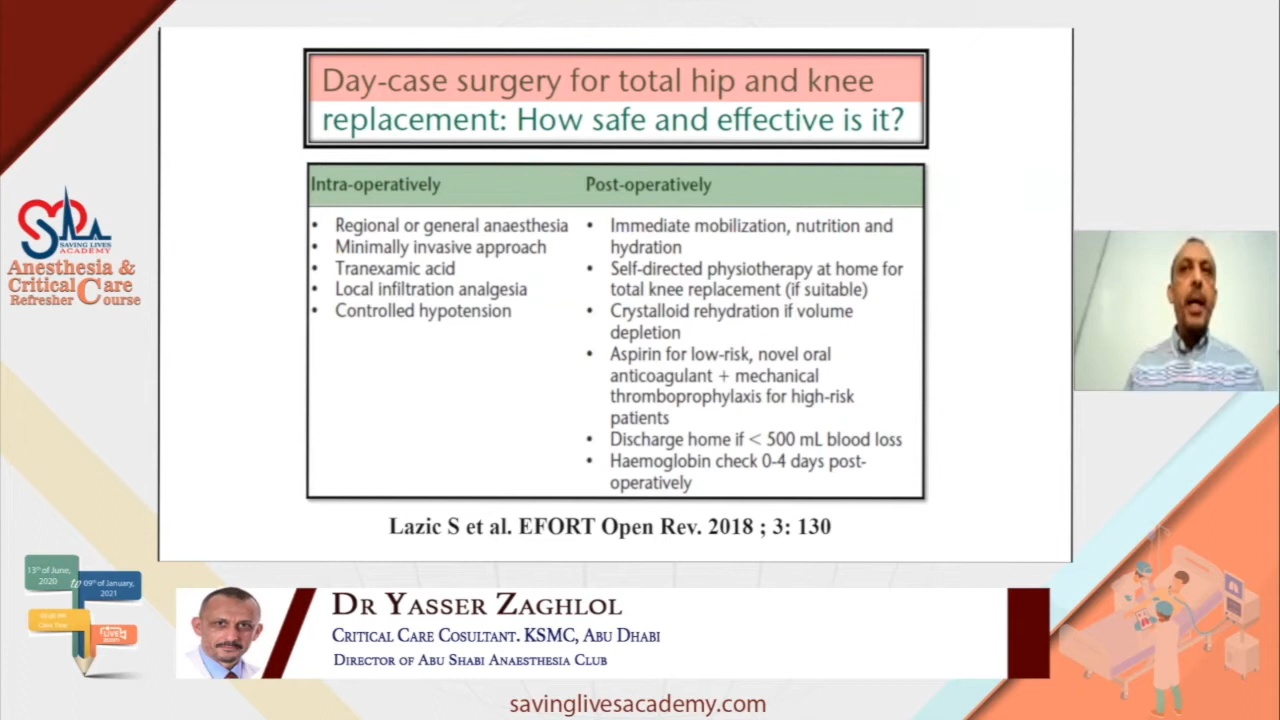 Day-case surgery for total hip and knee
replacement: How safe and effective is it?
Intra-operatively
• Regional or general anaesthesia
• Minimally invasive approach
• Tranexamic acid
• Local infiltration analgesia
• Controlled hypotension
Post-operatively
• Immediate mobilization, nutrition and
hydration
• Self-directed physiotherapy at home for
total knee replacement (if suitable)
• Crystalloid rehydration if volume
depletion
• Aspirin for low-risk, novel oral
anticoagulant + mechanical
thromboprophylaxis for high-risk
patients
• Discharge home if < 500 mL blood loss
• Haemoglobin check 0-4 days post-
operatively
Lazic S et al. EFORT Open Rev. 2018 ; 3: 130
SAVING LIVES
ACADEMY
Anesthesia &
Critical Care
Refresher Course
13th of June,
2020
to
09th of January,
2021
LIVE
DR YASSER ZAGHLOL
CRITICAL CARE COSULTANT. KSMC, ABU DHABI
DIRECTOR OF ABU SHABI ANAESTHESIA CLUB
savinglivesacademy.com